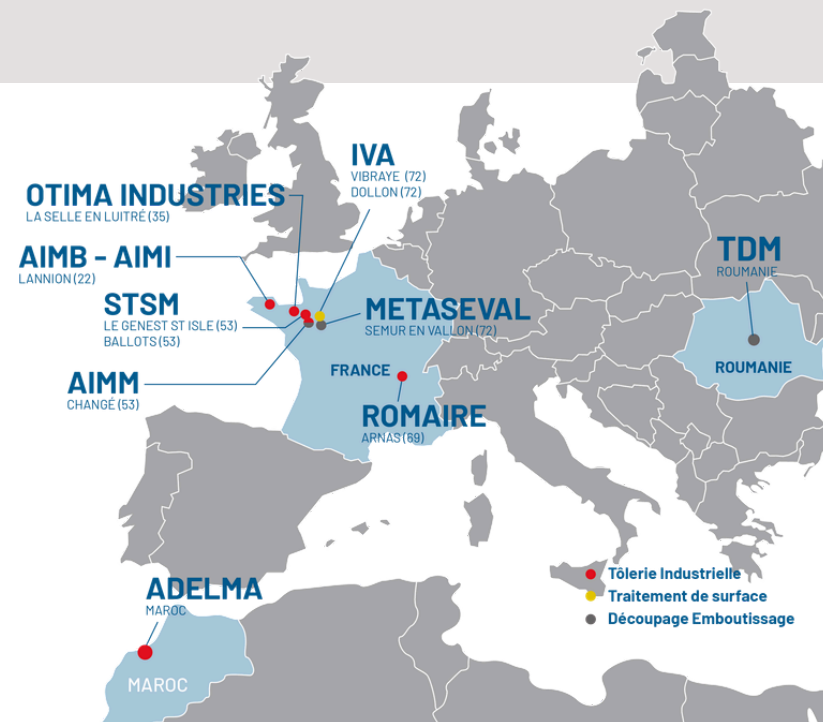 IVA
VIBRAYE (72)
DOLLON (72)
OTIMA INDUSTRIES
LA SELLE EN LUITRÉ (35)
AIMB - AIMI
LANNION (22)
TDM
ROUMANIE
STSM
LE GENEST ST ISLE (53)
BALLOTS (53)
METASEVAL
SEMUR EN VALLON (72)
AIMM
CHANGÉ (53)
FRANCE
ROUMANIE
ROMAIRE
ARNAS (69)
ADELMA
MAROC
MAROC
Tôlerie Industrielle
Traitement de surface
Découpage Emboutissage